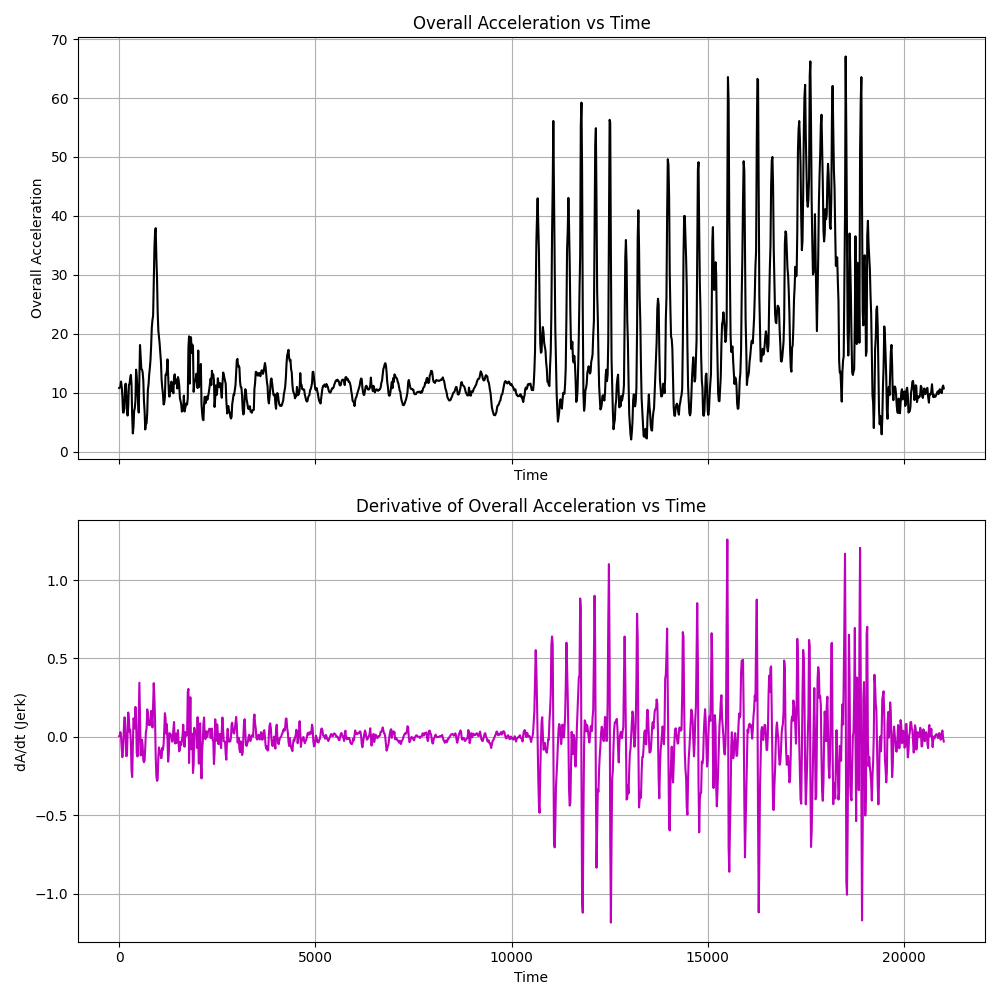 Overall Acceleration vs Time
70
60
50
40
30
20
10
0
Overall Acceleration
Time
Derivative of Overall Acceleration vs Time
1.0
0.5
0.0
−0.5
−1.0
dA/dt (Jerk)
0 5000 10000 15000 20000
Time